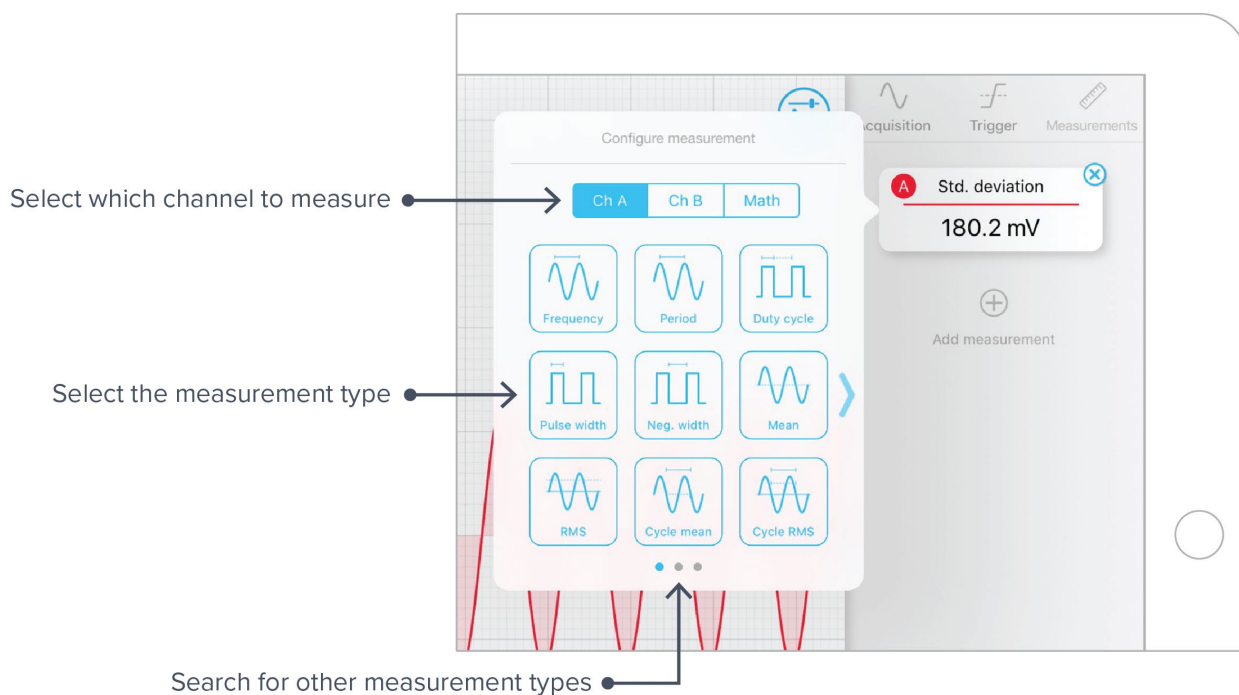 Acquisition
Trigger
Measurements
Configure measurement
Select which channel to measure
Ch A
Ch B
Math
A
Std. deviation
180.2 mV
Frequency
Period
Duty cycle
Add measurement
Select the measurement type
Pulse width
Neg. width
Mean
RMS
Cycle mean
Cycle RMS
Search for other measurement types